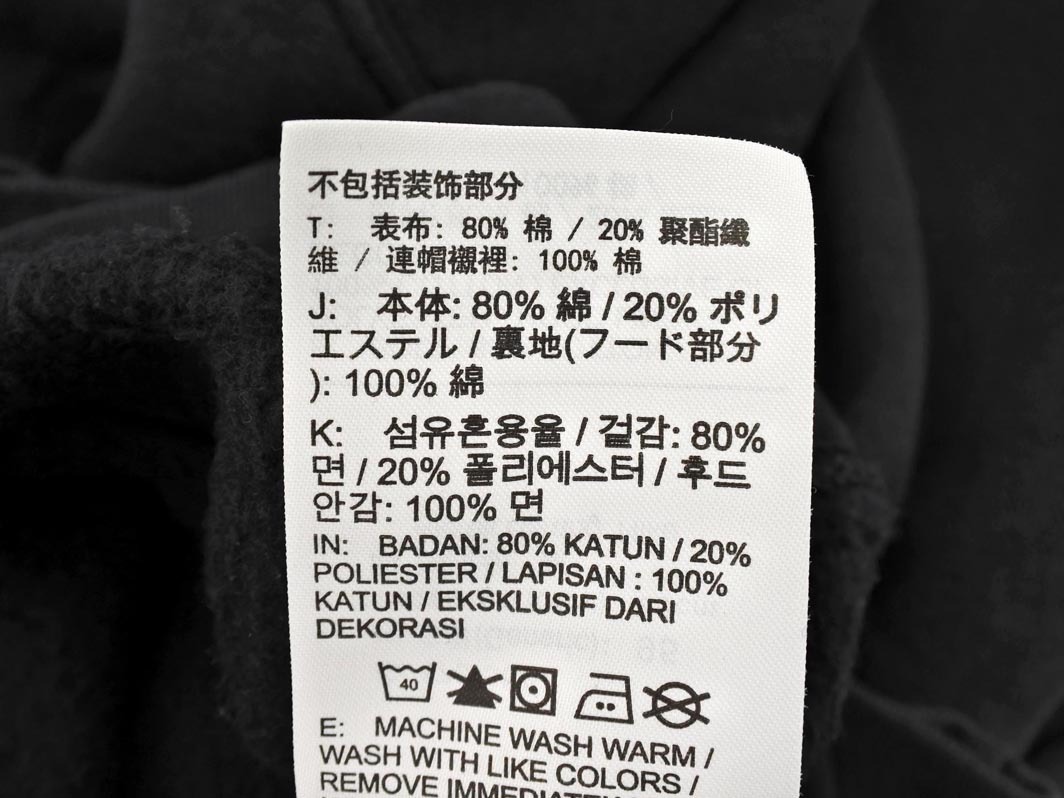 不包括装饰部分
T: 表布: 80% 棉 / 20% 聚酯纖
維 / 連帽襯裡: 100% 棉
J: 本体: 80% 綿 / 20% ポリ
エステル / 裏地(フード部分
): 100% 綿
K: 섬유혼용율 / 겉감: 80%
면 / 20% 폴리에스터 / 후드
안감: 100% 면
IN: BADAN: 80% KATUN / 20%
POLIESTER / LAPISAN : 100%
KATUN / EKSKLUSIF DARI
DEKORASI
40
E: MACHINE WASH WARM /
WASH WITH LIKE COLORS /
REMOVE IMMEDIATELY